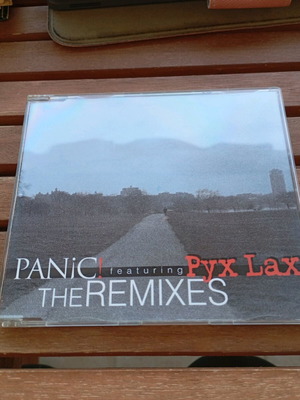 PANiC! featuring Pyx Lax
THE REMIXES